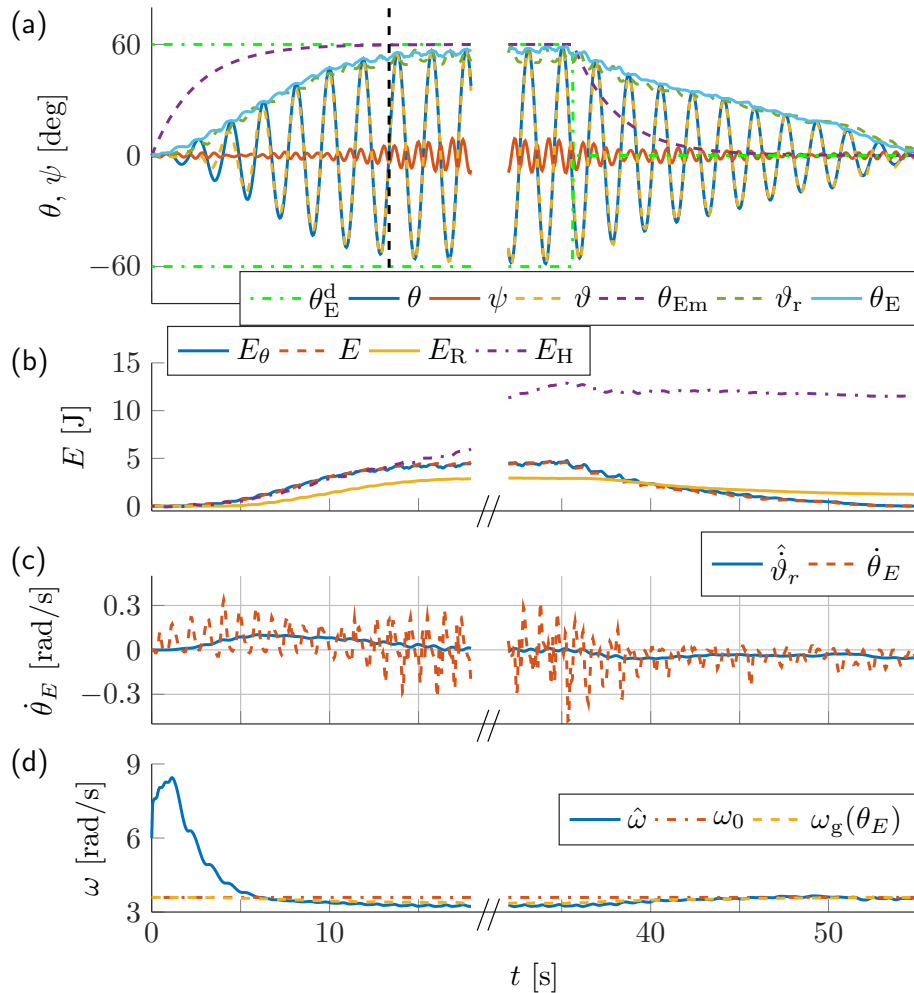 (a)
60
0
−60
θ, ψ [deg]
θ_E^d θ ψ ϑ θ_Em ϑ_r θ_E
(b)
E_θ E E_R E_H
15
10
5
0
E [J]
(c)
ϑ̇̂_r θ̇_E
0.3
0
−0.3
θ̇_E [rad/s]
(d)
9
6
3
ω [rad/s]
ω̂ ω_0 ω_g(θ_E)
0 10 40 50
t [s]